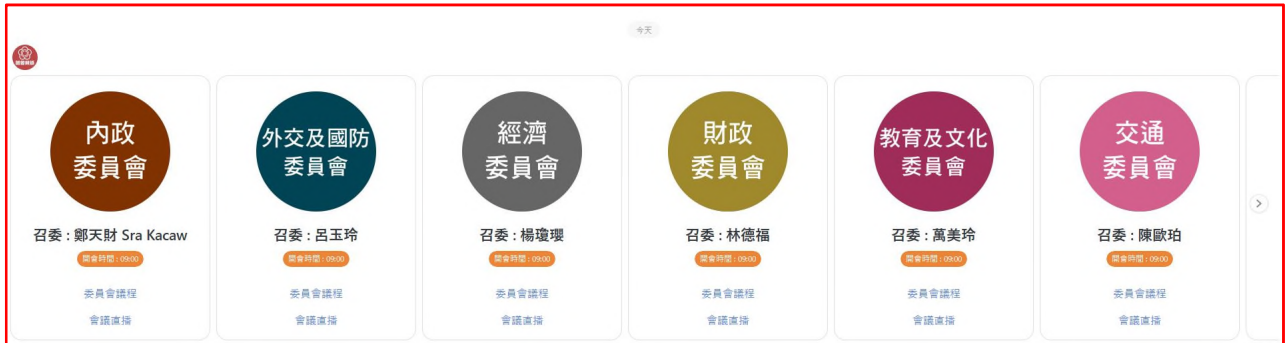 今天
內政
委員會
召委 : 鄭天財 Sra Kacaw
開會時間 : 09:00
委員會議程
會議直播
外交及國防
委員會
召委 : 呂玉玲
開會時間 : 09:00
委員會議程
會議直播
經濟
委員會
召委 : 楊瓊瓔
開會時間 : 09:00
委員會議程
會議直播
財政
委員會
召委 : 林德福
開會時間 : 09:00
委員會議程
會議直播
教育及文化
委員會
召委 : 萬美玲
開會時間 : 09:00
委員會議程
會議直播
交通
委員會
召委 : 陳歐珀
開會時間 : 09:00
委員會議程
會議直播